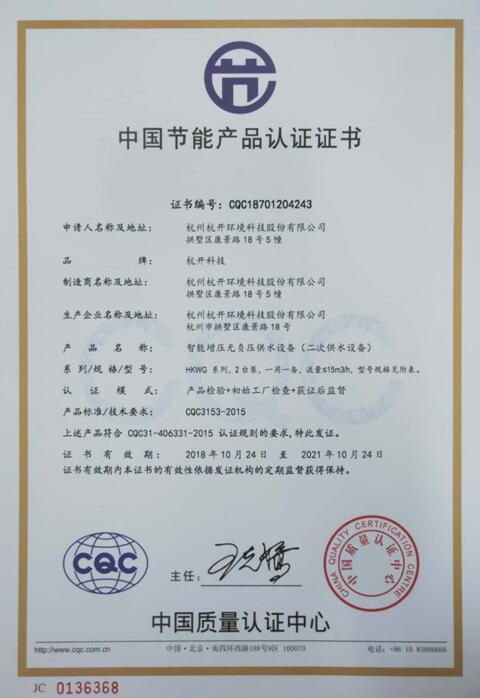 中国节能产品认证证书
证书编号：CQC18701204243
申请人名称及地址： 杭州杭开环境科技股份有限公司
拱墅区康景路18号5幢
品 牌： 杭开科技
制造商名称及地址： 杭州杭开环境科技股份有限公司
拱墅区康景路18号5幢
生产企业名称及地址： 杭州杭开环境科技股份有限公司
杭州市拱墅区康景路18号
产 品 名 称： 智能增压无负压供水设备（二次供水设备）
系列/规格/型号： HKWG 系列，2台泵，一用一备，流量≤15m3/h，型号规格见附表。
认 证 模 式： 产品检验+初始工厂检查+获证后监督
产品标准/技术要求： CQC3153-2015
上述产品符合 CQC31-406331-2015 认证规则的要求,特此发证。
证 书 有 效 期： 2018年10月24日 至 2021年10月24日
证书有效期内本证书的有效性依据发证机构的定期监督获得保持。
CQC
主任：
CHINA QUALITY CERTIFICATION CENTRE
中国质量认证中心
中国质量认证中心
http://www.cqc.com.cn 中国·北京·南四环西路188号9区 100070 电话：+86 10 83886666
JC 0136368